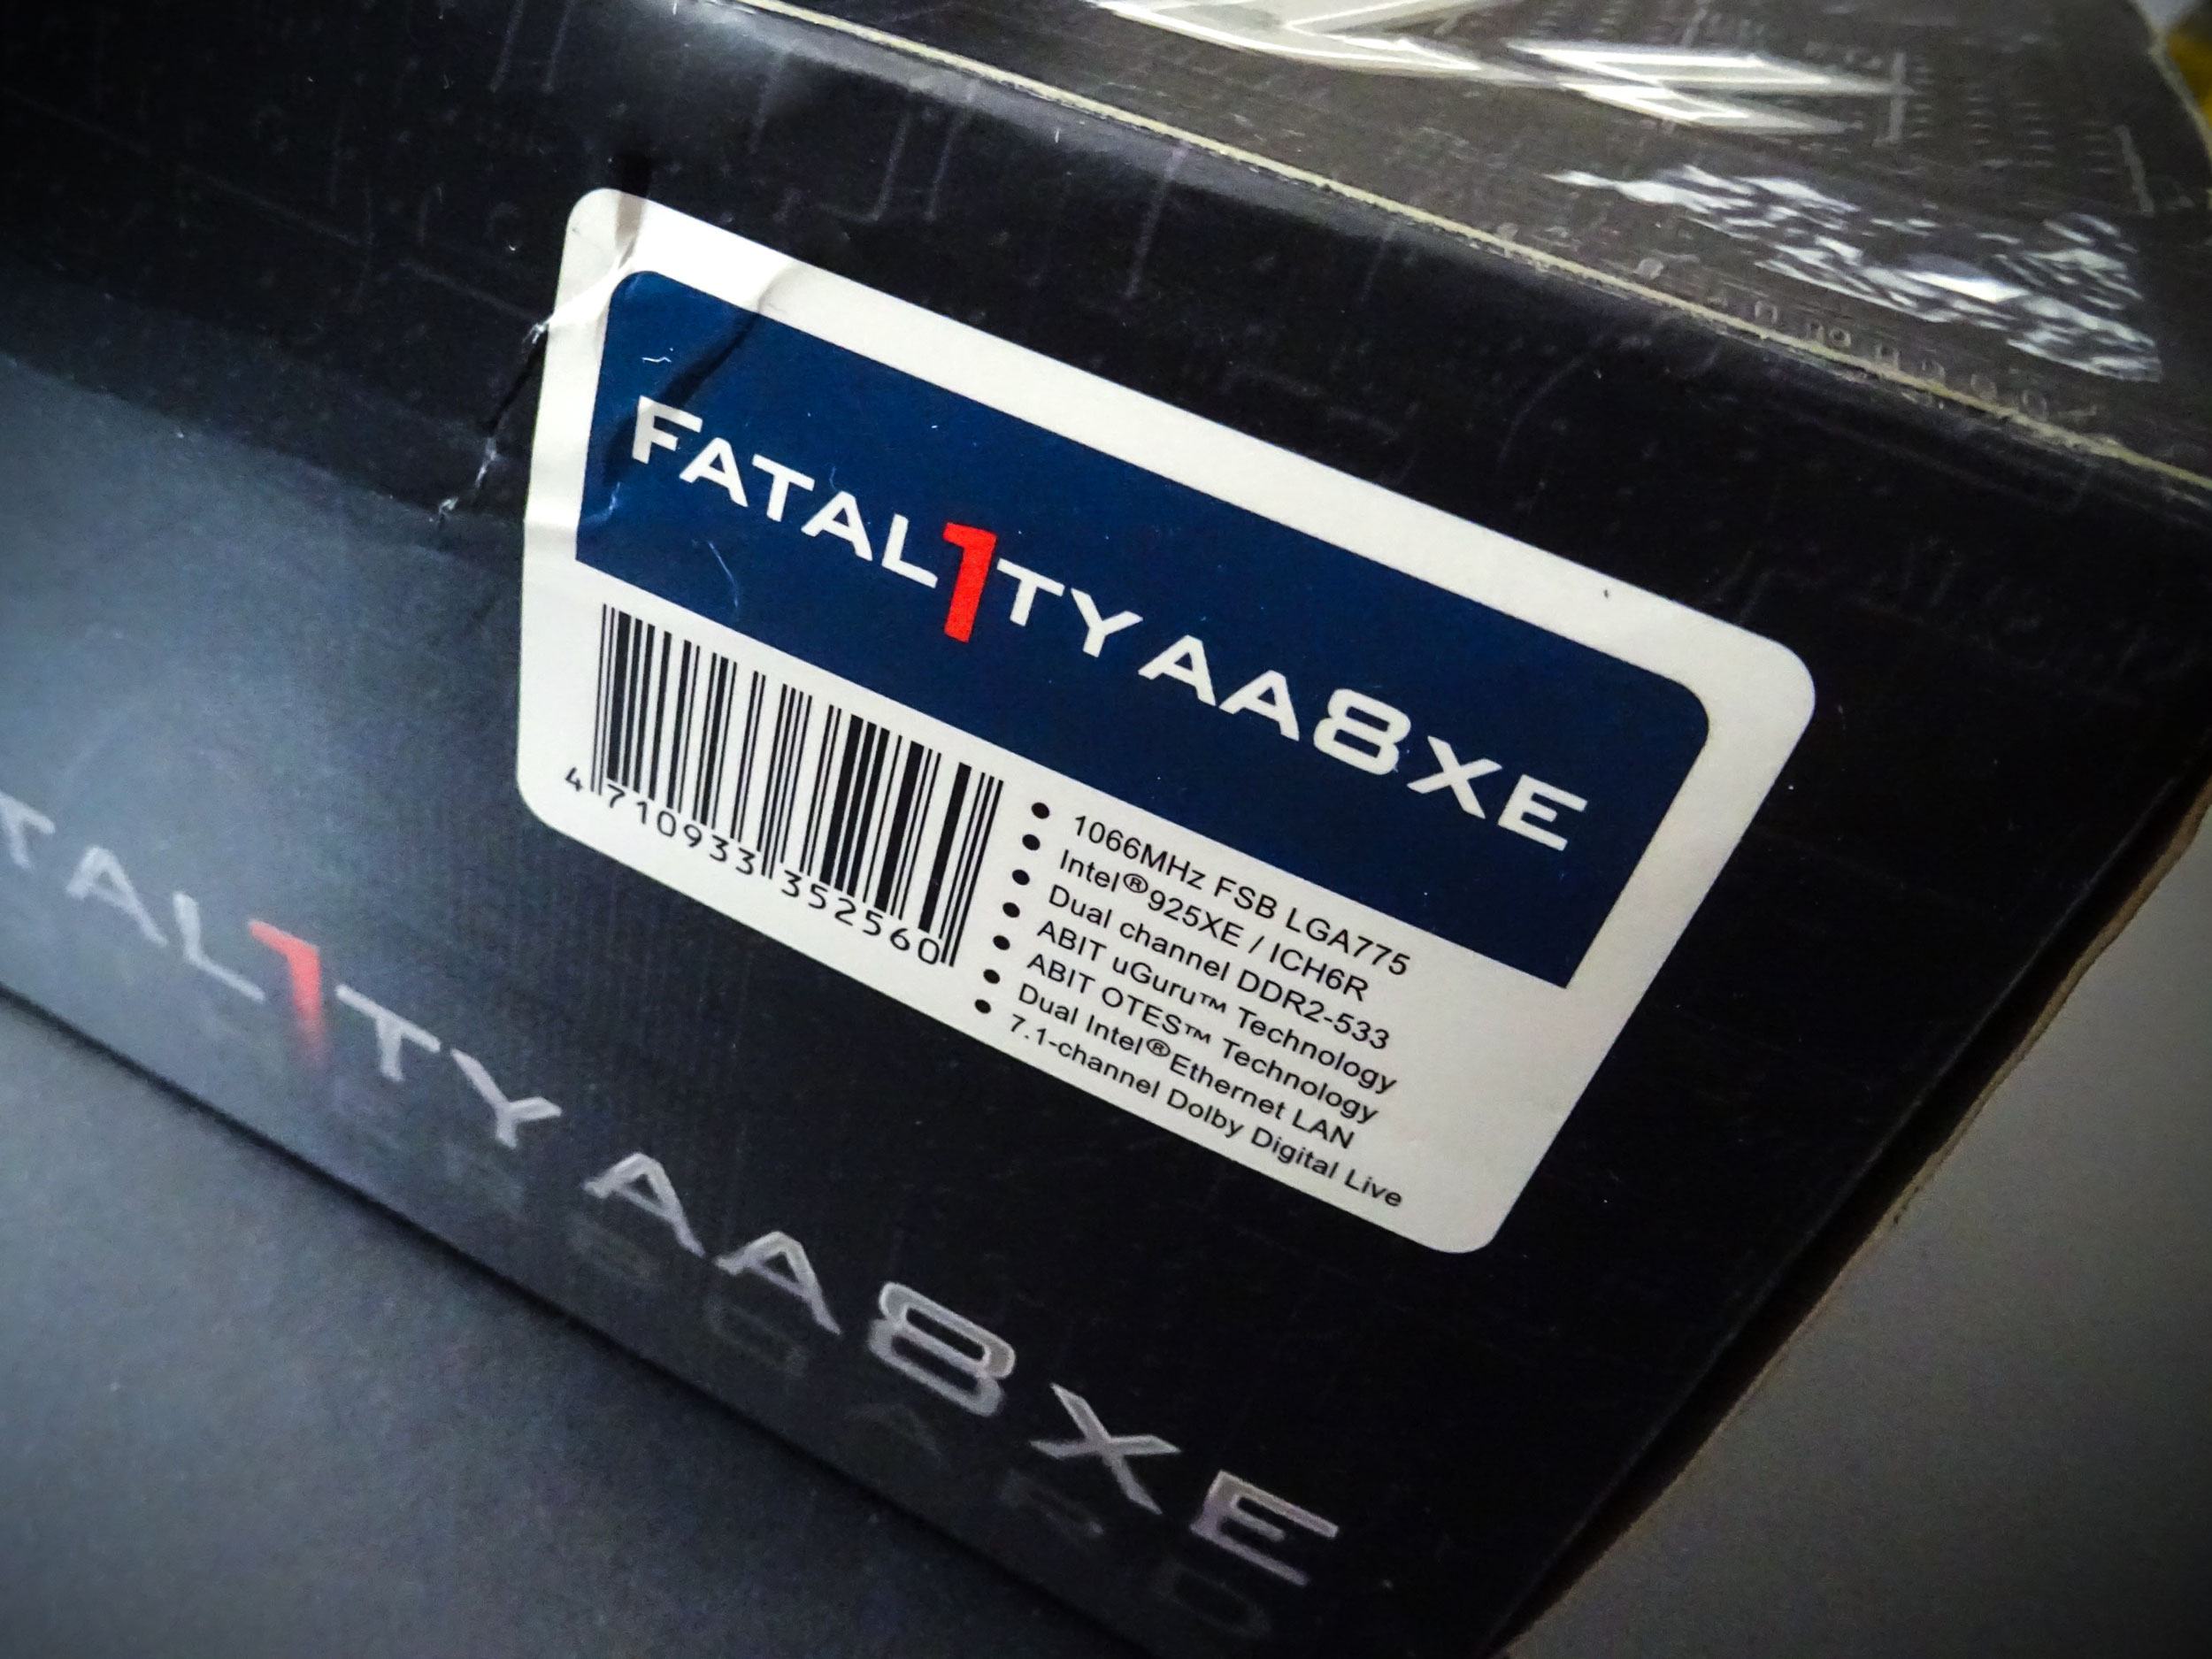 FATAL1TY AA8XE
4 710933 352560
• 1066MHz FSB LGA775
• Intel® 925XE / ICH6R
• Dual channel DDR2-533
• ABIT uGuru™ Technology
• ABIT OTES™ Technology
• Dual Intel® Ethernet LAN
• 7.1-channel Dolby Digital Live
TAL1TY AA8XE